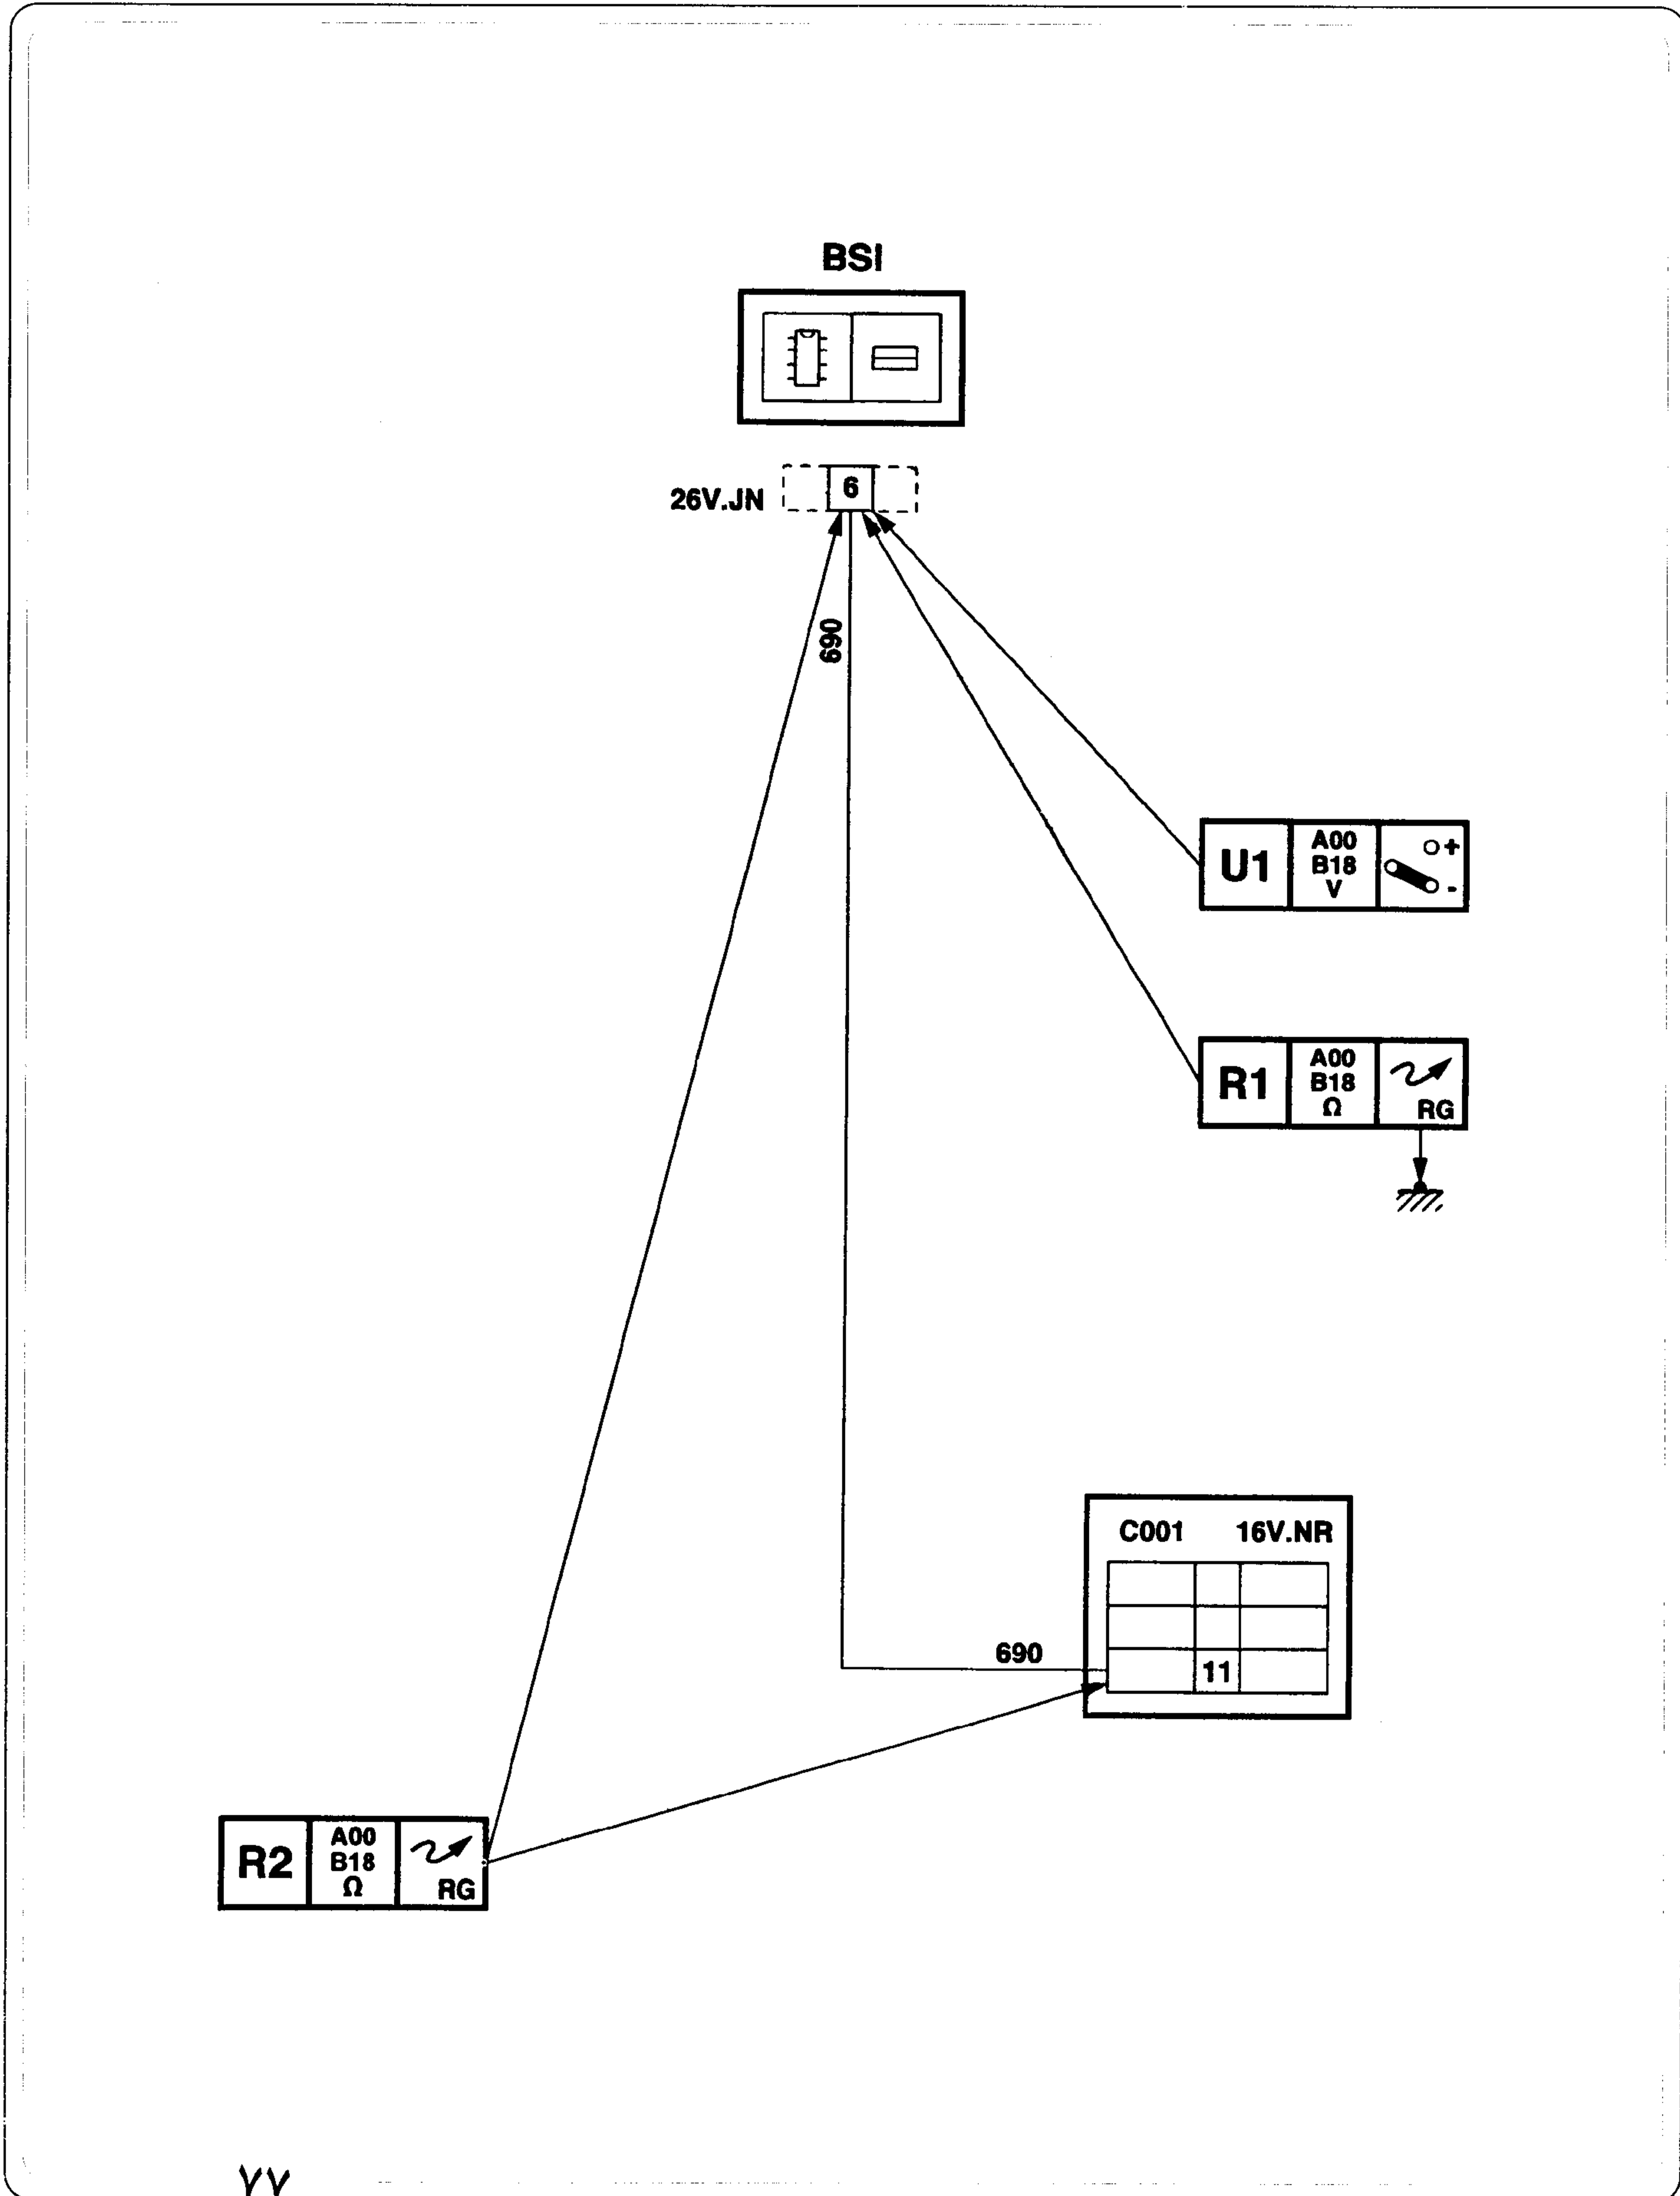 BSI
26V.JN
6
690
U1
A00
B18
V
+
-
R1
A00
B18
Ω
RG
C001 16V.NR
690
11
R2
A00
B18
Ω
RG
۷۷